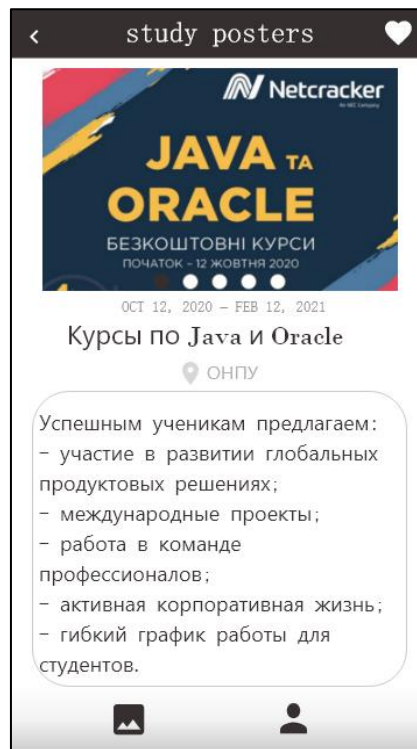 study posters
Netcracker
An NEC Company
JAVA ТА
ORACLE
БЕЗКОШТОВНІ КУРСИ
ПОЧАТОК – 12 ЖОВТНЯ 2020
OCT 12, 2020 – FEB 12, 2021
Курсы по Java и Oracle
ОНПУ
Успешным ученикам предлагаем:
– участие в развитии глобальных
продуктовых решениях;
– международные проекты;
– работа в команде
профессионалов;
– активная корпоративная жизнь;
– гибкий график работы для
студентов.